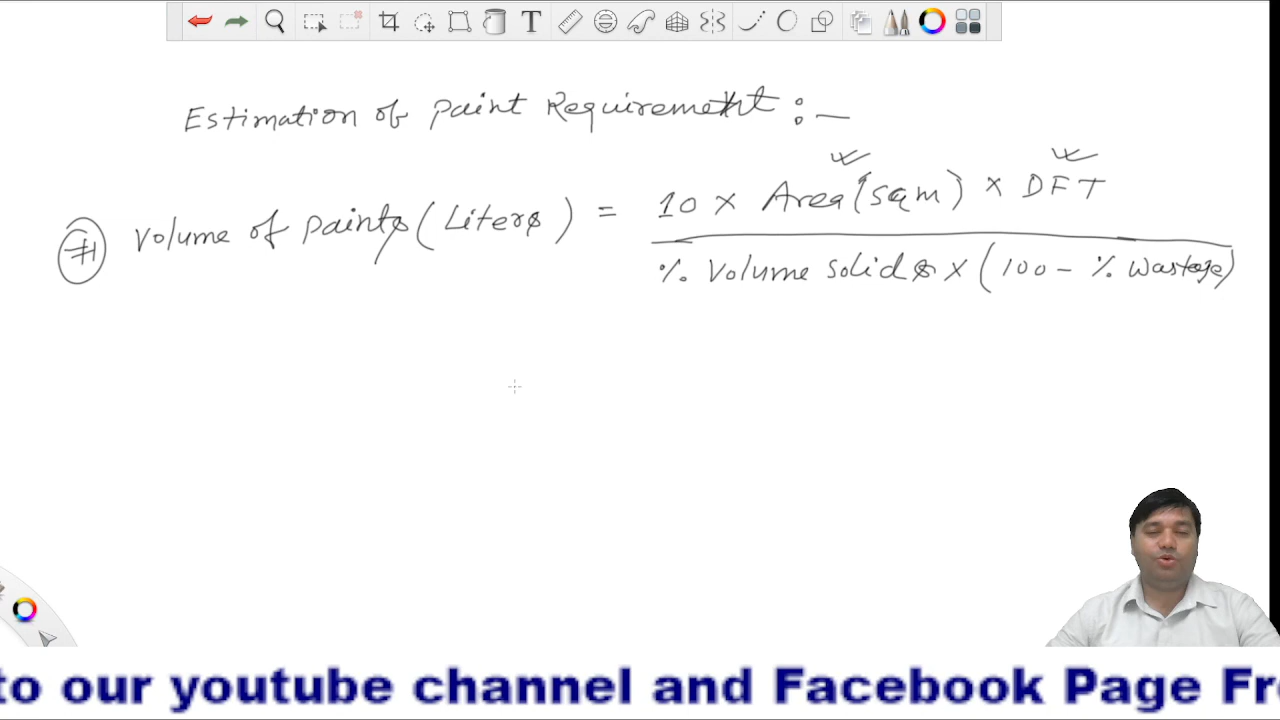 T
Estimation of paint Requirement :—
# Volume of paints (Liters) = 10 x Area (sqm) x DFT
% Volume solids x (100 - % wastage)
to our youtube channel and Facebook Page Fr